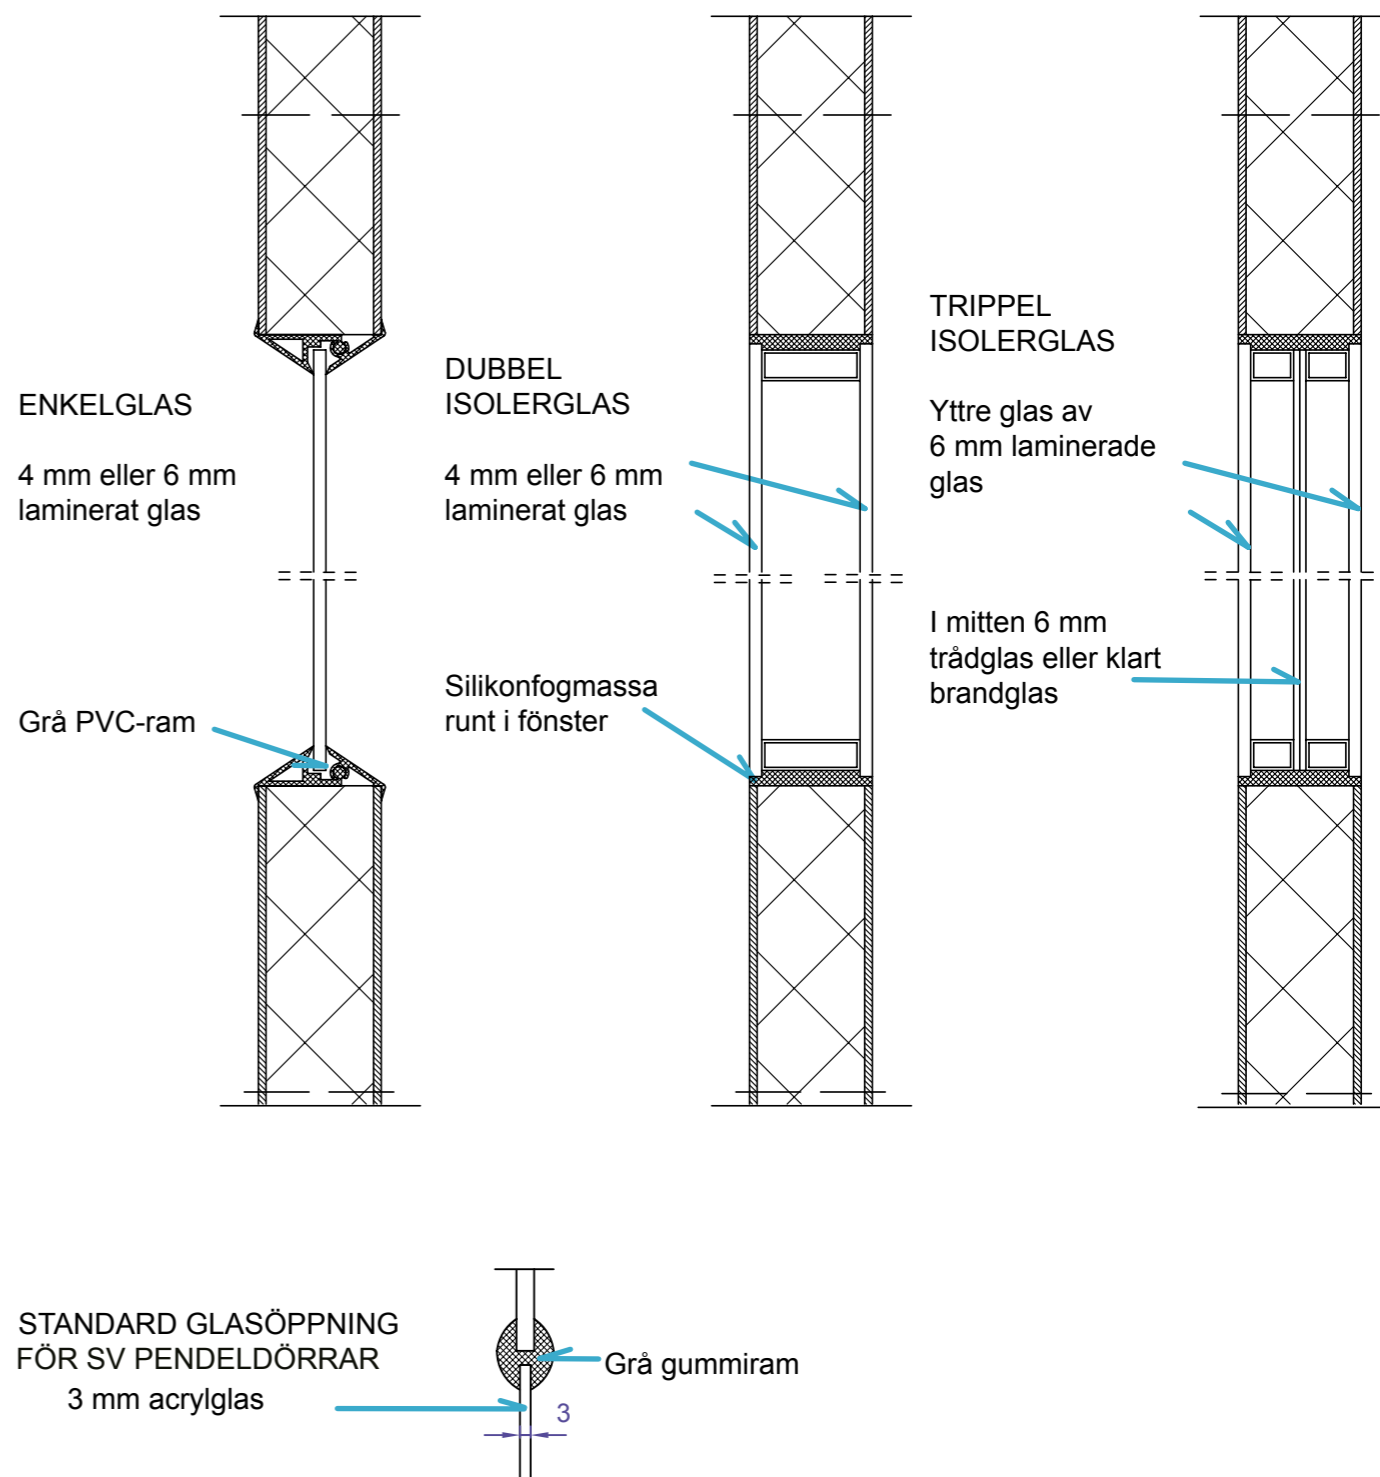 ENKELGLAS
4 mm eller 6 mm
laminerat glas
Grå PVC-ram
DUBBEL
ISOLERGLAS
4 mm eller 6 mm
laminerat glas
Silikonfogmassa
runt i fönster
TRIPPEL
ISOLERGLAS
Yttre glas av
6 mm laminerade
glas
I mitten 6 mm
trådglas eller klart
brandglas
STANDARD GLASÖPPNING
FÖR SV PENDELDÖRRAR
3 mm acrylglas
Grå gummiram
3